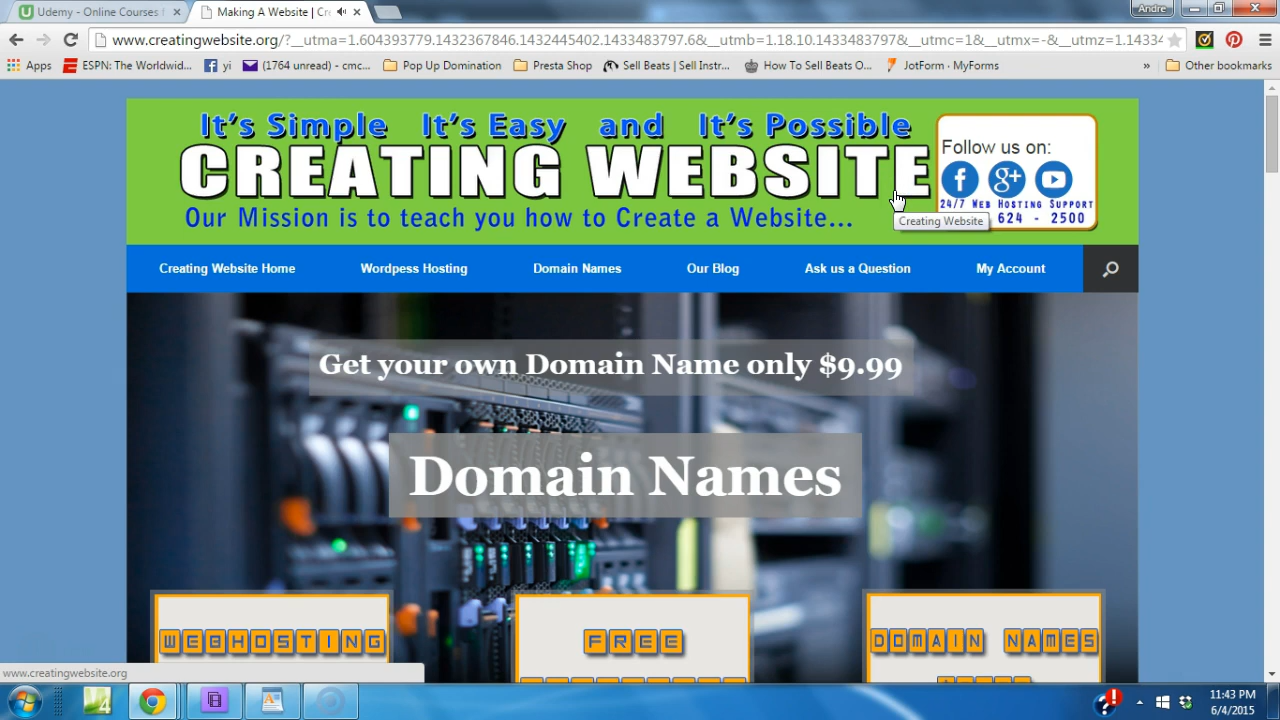 Udemy - Online Courses
Making A Website | Cr
Andre
www.creatingwebsite.org/?__utma=1.604393779.1432367846.1432445402.1433483797.6&__utmb=1.18.10.1433483797&__utmc=1&__utmx=-&__utmz=1.14334
Apps
ESPN: The Worldwid...
yi
(1764 unread) - cmc...
Pop Up Domination
Presta Shop
Sell Beats | Sell Instr...
How To Sell Beats O...
JotForm · MyForms
»
Other bookmarks
It's Simple It's Easy and It's Possible
CREATING WEBSITE
Our Mission is to teach you how to Create a Website...
Follow us on:
24/7 Web Hosting Support
624 - 2500
Creating Website
Creating Website Home
Wordpess Hosting
Domain Names
Our Blog
Ask us a Question
My Account
Get your own Domain Name only $9.99
Domain Names
WEBHOSTING
FREE
DOMAIN NAMES
www.creatingwebsite.org
11:43 PM
6/4/2015